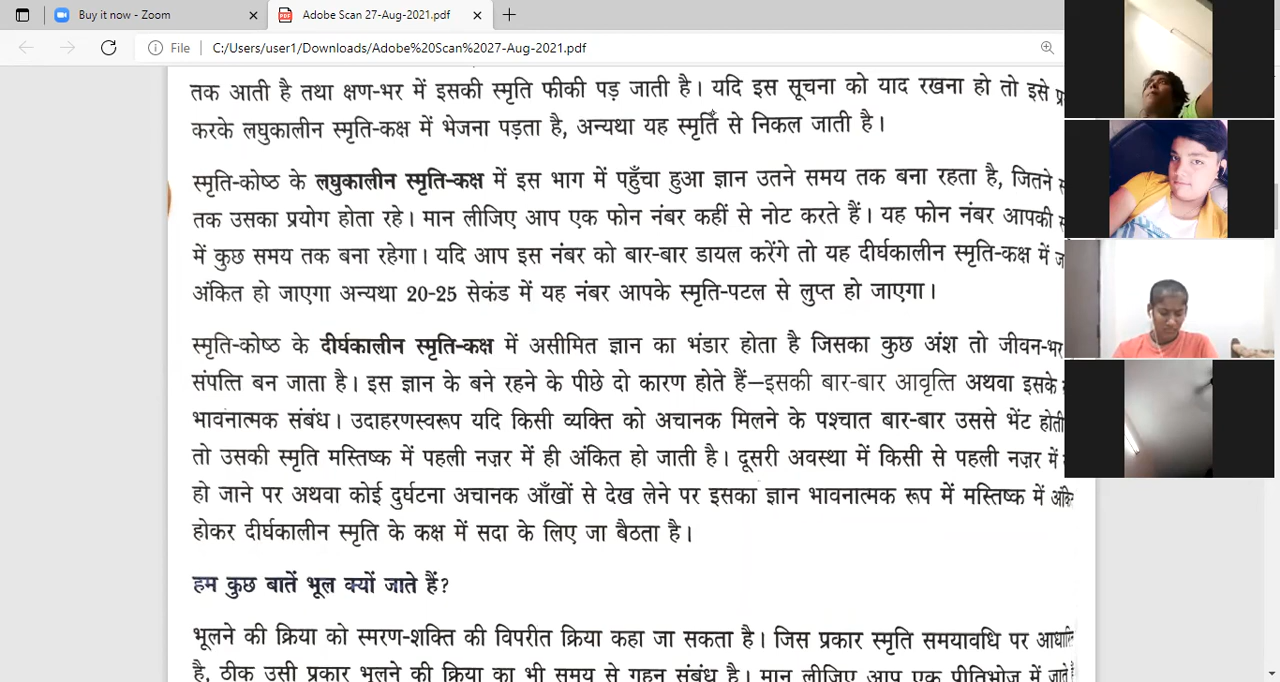 Buy it now - Zoom
Adobe Scan 27-Aug-2021.pdf
File C:/Users/user1/Downloads/Adobe%20Scan%2027-Aug-2021.pdf
तक आती है तथा क्षण-भर में इसकी स्मृति फीकी पड़ जाती है। यदि इस सूचना को याद रखना हो तो इसे
करके लघुकालीन स्मृति-कक्ष में भेजना पड़ता है, अन्यथा यह स्मृति से निकल जाती है।
स्मृति-कोष्ठ के लघुकालीन स्मृति-कक्ष में इस भाग में पहुँचा हुआ ज्ञान उतने समय तक बना रहता है, जितने
तक उसका प्रयोग होता रहे। मान लीजिए आप एक फोन नंबर कहीं से नोट करते हैं। यह फोन नंबर आपकी
में कुछ समय तक बना रहेगा। यदि आप इस नंबर को बार-बार डायल करेंगे तो यह दीर्घकालीन स्मृति-कक्ष में
अंकित हो जाएगा अन्यथा 20-25 सेकंड में यह नंबर आपके स्मृति-पटल से लुप्त हो जाएगा।
स्मृति-कोष्ठ के दीर्घकालीन स्मृति-कक्ष में असीमित ज्ञान का भंडार होता है जिसका कुछ अंश तो जीवन-भर
संपत्ति बन जाता है। इस ज्ञान के बने रहने के पीछे दो कारण होते हैं—इसकी बार-बार आवृत्ति अथवा इसके
भावनात्मक संबंध। उदाहरणस्वरूप यदि किसी व्यक्ति को अचानक मिलने के पश्चात बार-बार उससे भेंट होती
तो उसकी स्मृति मस्तिष्क में पहली नज़र में ही अंकित हो जाती है। दूसरी अवस्था में किसी से पहली नज़र में
हो जाने पर अथवा कोई दुर्घटना अचानक आँखों से देख लेने पर इसका ज्ञान भावनात्मक रूप में मस्तिष्क में
होकर दीर्घकालीन स्मृति के कक्ष में सदा के लिए जा बैठता है।
हम कुछ बातें भूल क्यों जाते हैं?
भूलने की क्रिया को स्मरण-शक्ति की विपरीत क्रिया कहा जा सकता है। जिस प्रकार स्मृति समयावधि पर
है, ठीक उसी प्रकार भूलने की क्रिया का भी समय से गहन संबंध है। मान लीजिए आप एक प्रीतिभोज में जाते